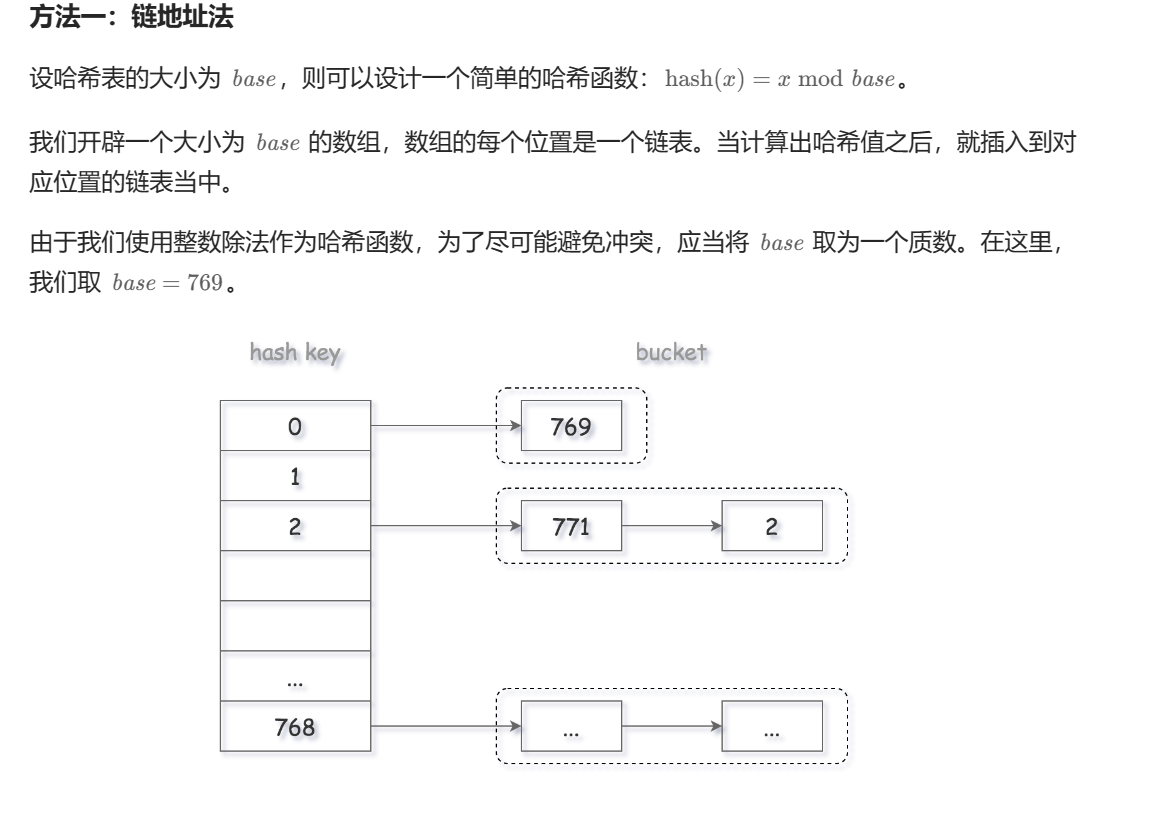 方法一：链地址法
设哈希表的大小为 base，则可以设计一个简单的哈希函数：hash(x) = x mod base。
我们开辟一个大小为 base 的数组，数组的每个位置是一个链表。当计算出哈希值之后，就插入到对
应位置的链表当中。
由于我们使用整数除法作为哈希函数，为了尽可能避免冲突，应当将 base 取为一个质数。在这里，
我们取 base = 769。
hash key bucket
0 769
1
2 771 2
...
768 ... ...